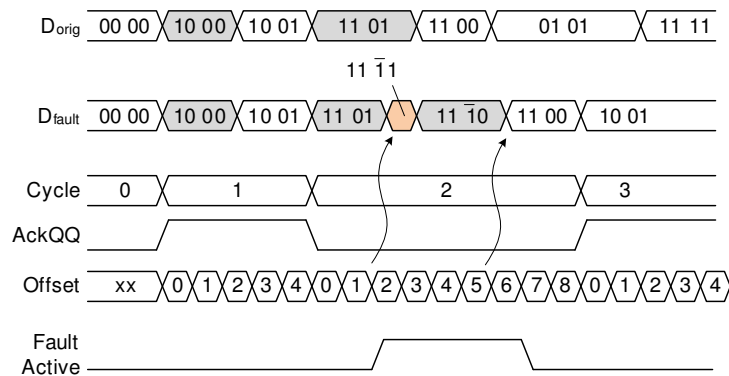 Dorig 00 00 10 00 10 01 11 01 11 00 01 01 11 11
11 1̅1
Dfault 00 00 10 00 10 01 11 01 11 1̅0 11 00 10 01
Cycle 0 1 2 3
AckQQ
Offset xx 0 1 2 3 4 0 1 2 3 4 5 6 7 8 0 1 2 3 4
Fault
Active